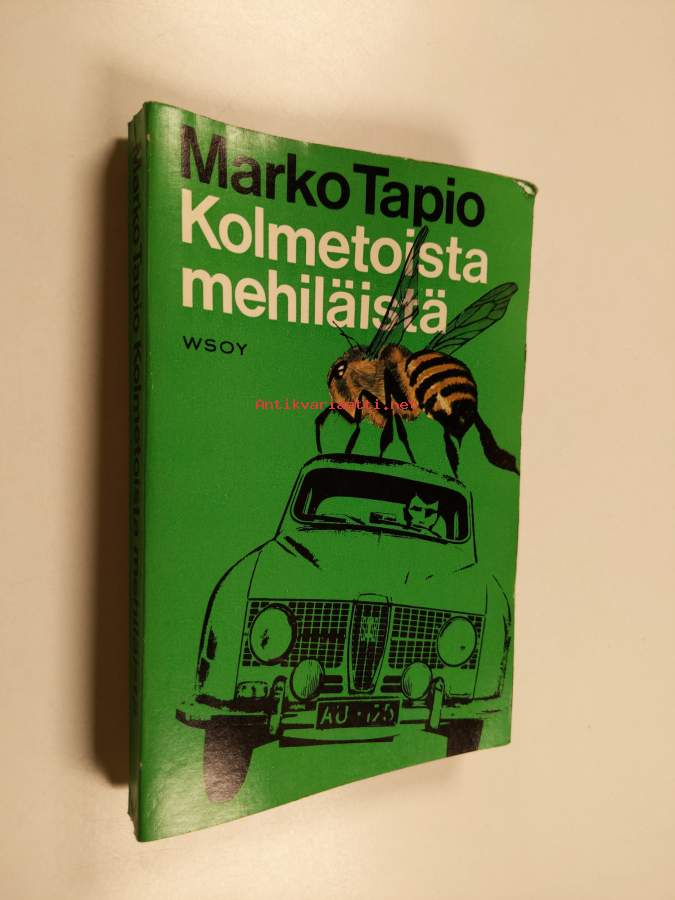 Marko Tapio
Kolmetoista
mehiläistä
WSOY
Antikvariaatti.net
Marko Tapio Kolmetoista mehiläistä